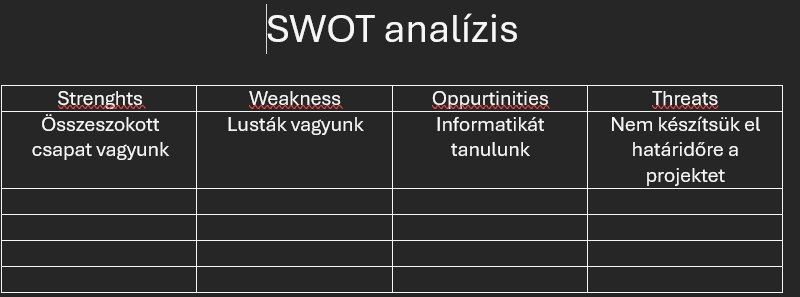 SWOT analízis
Strenghts Weakness Oppurtinities Threats
Összeszokott Lusták vagyunk Informatikát Nem készítsük el
csapat vagyunk tanulunk határidőre a
projektet